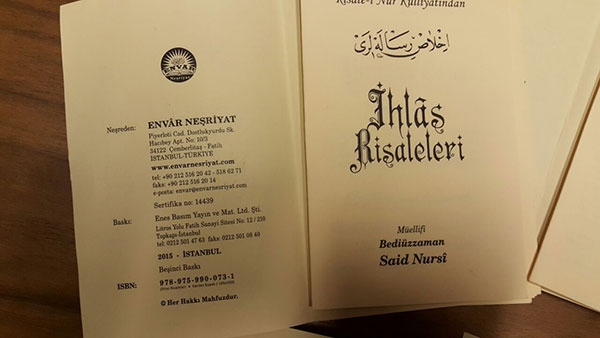 ENVAR
Neşriyat
Neşreden:
ENVÂR NEŞRİYAT
Piyerloti Cad. Dostlukyurdu Sk.
Hacıbey Apt. No: 10/3
34122 Çemberlitaş - Fatih
İSTANBUL-TÜRKİYE
www.envarnesriyat.com
tel: +90 212 516 20 42 - 518 62 71
faks: +90 212 516 20 14
e-posta: envar@envarnesriyat.com
Sertifika no: 14439
Baskı:
Enes Basım Yayın ve Mat. Ltd. Şti.
Litros Yolu Fatih Sanayi Sitesi No: 12 / 210
Topkapı-İstanbul
tel: 0212 501 47 63 faks: 0212 501 08 40
2015 - İSTANBUL
Beşinci Baskı
ISBN:
978-975-990-073-1
© Her Hakkı Mahfuzdur.
Risale-i Nur Külliyatından
اخلاص رساله لرى
İhlâs
Risaleleri
Müellifi
Bediüzzaman
Said Nursî